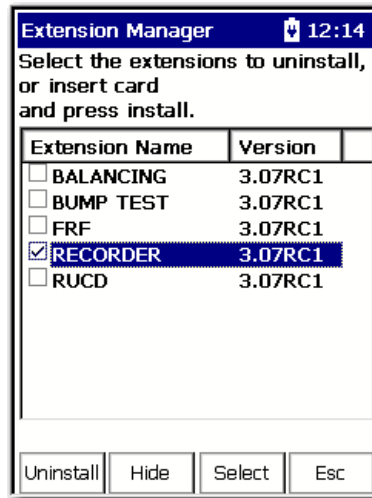 Extension Manager 12:14
Select the extensions to uninstall,
or insert card
and press install.
Extension Name Version
BALANCING 3.07RC1
BUMP TEST 3.07RC1
FRF 3.07RC1
RECORDER 3.07RC1
RUCD 3.07RC1
Uninstall Hide Select Esc